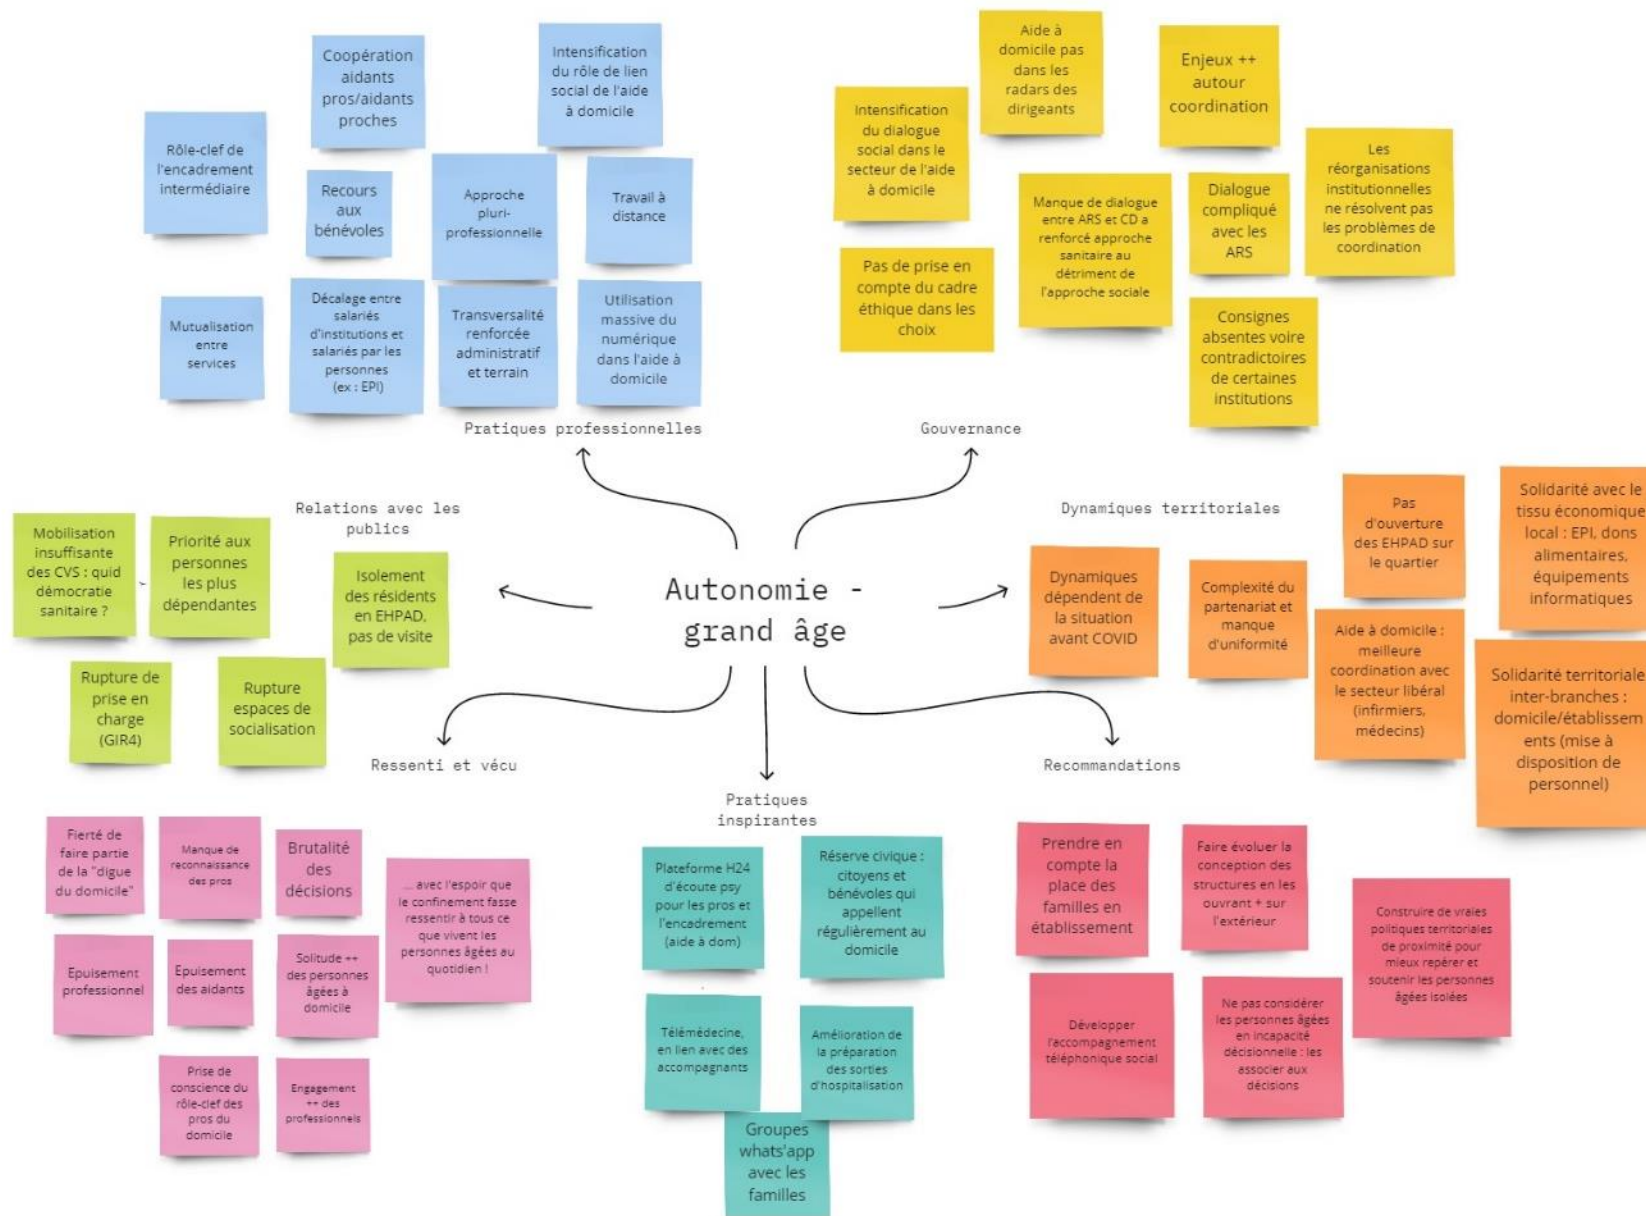 Coopération
aidants
pros/aidants
proches
Intensification
du rôle de lien
social de l'aide
à domicile
Rôle-clef de
l'encadrement
intermédiaire
Recours
aux
bénévoles
Approche
pluri-
professionnelle
Travail à
distance
Mutualisation
entre
services
Décalage entre
salariés
d'institutions et
salariés par les
personnes
(ex : EPI)
Transversalité
renforcée
administratif
et terrain
Utilisation
massive du
numérique
dans l'aide à
domicile
Pratiques professionnelles
Aide à
domicile pas
dans les
radars des
dirigeants
Enjeux ++
autour
coordination
Intensification
du dialogue
social dans le
secteur de l'aide
à domicile
Manque de dialogue
entre ARS et CD a
renforcé approche
sanitaire au
détriment de
l'approche sociale
Dialogue
compliqué
avec les
ARS
Les
réorganisations
institutionnelles
ne résolvent pas
les problèmes de
coordination
Pas de prise en
compte du cadre
éthique dans les
choix
Consignes
absentes voire
contradictoires
de certaines
institutions
Gouvernance
Relations avec les
publics
Mobilisation
insuffisante
des CVS : quid
démocratie
sanitaire ?
Priorité aux
personnes
les plus
dépendantes
Isolement
des résidents
en EHPAD,
pas de visite
Rupture de
prise en
charge
(GIR4)
Rupture
espaces de
socialisation
Autonomie -
grand âge
Dynamiques territoriales
Dynamiques
dépendent de
la situation
avant COVID
Complexité du
partenariat et
manque
d'uniformité
Pas
d'ouverture
des EHPAD sur
le quartier
Solidarité avec le
tissu économique
local : EPI, dons
alimentaires,
équipements
informatiques
Aide à domicile :
meilleure
coordination avec
le secteur libéral
(infirmiers,
médecins)
Solidarité territoriale
inter-branches :
domicile/établissem
ents (mise à
disposition de
personnel)
Ressenti et vécu
Fierté de
faire partie
de la "digue
du domicile"
Manque de
reconnaissance
des pros
Brutalité
des
décisions
... avec l'espoir que
le confinement fasse
ressentir à tous ce
que vivent les
personnes âgées au
quotidien !
Epuisement
professionnel
Epuisement
des aidants
Solitude ++
des personnes
âgées à
domicile
Prise de
conscience du
rôle-clef des
pros du
domicile
Engagement
++ des
professionnels
Pratiques
inspirantes
Plateforme H24
d'écoute psy
pour les pros et
l'encadrement
(aide à dom)
Réserve civique :
citoyens et
bénévoles qui
appellent
régulièrement au
domicile
Télémédecine,
en lien avec des
accompagnants
Amélioration de
la préparation
des sorties
d'hospitalisation
Groupes
whats'app
avec les
familles
Recommandations
Prendre en
compte la
place des
familles en
établissement
Faire évoluer la
conception des
structures en les
ouvrant + sur
l'extérieur
Construire de vraies
politiques territoriales
de proximité pour
mieux repérer et
soutenir les personnes
âgées isolées
Développer
l'accompagnement
téléphonique social
Ne pas considérer
les personnes âgées
en incapacité
décisionnelle : les
associer aux
décisions